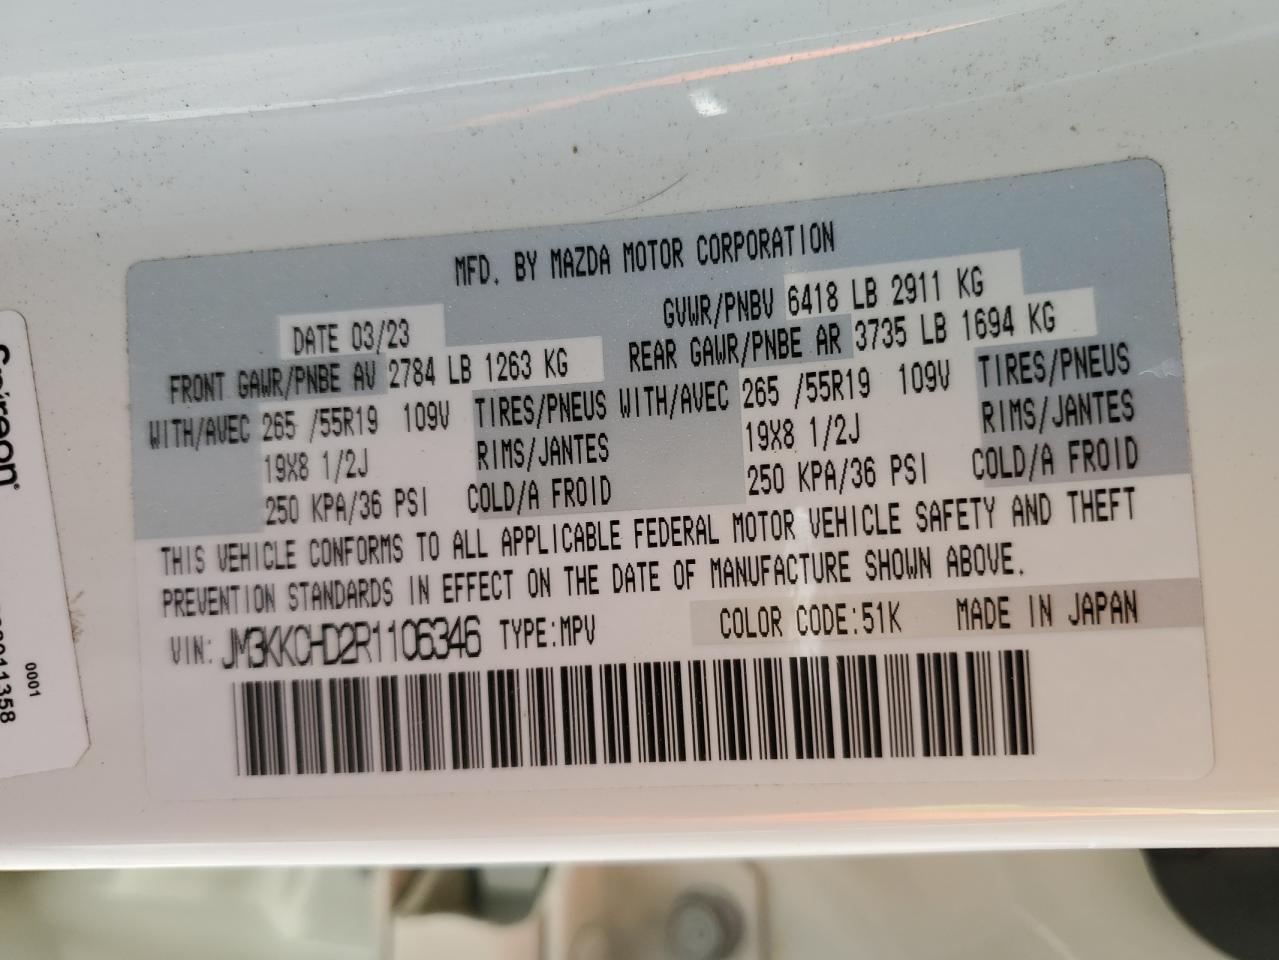 MFD. BY MAZDA MOTOR CORPORATION
DATE 03/23
GVWR/PNBV 6418 LB 2911 KG
FRONT GAWR/PNBE AV 2784 LB 1263 KG
REAR GAWR/PNBE AR 3735 LB 1694 KG
WITH/AVEC 265 /55R19 109V TIRES/PNEUS
19X8 1/2J RIMS/JANTES
250 KPA/36 PSI COLD/A FROID
WITH/AVEC 265 /55R19 109V TIRES/PNEUS
19X8 1/2J RIMS/JANTES
250 KPA/36 PSI COLD/A FROID
THIS VEHICLE CONFORMS TO ALL APPLICABLE FEDERAL MOTOR VEHICLE SAFETY AND THEFT
PREVENTION STANDARDS IN EFFECT ON THE DATE OF MANUFACTURE SHOWN ABOVE.
VIN: JM3KKCHD2R1106346 TYPE:MPV COLOR CODE:51K MADE IN JAPAN
0001